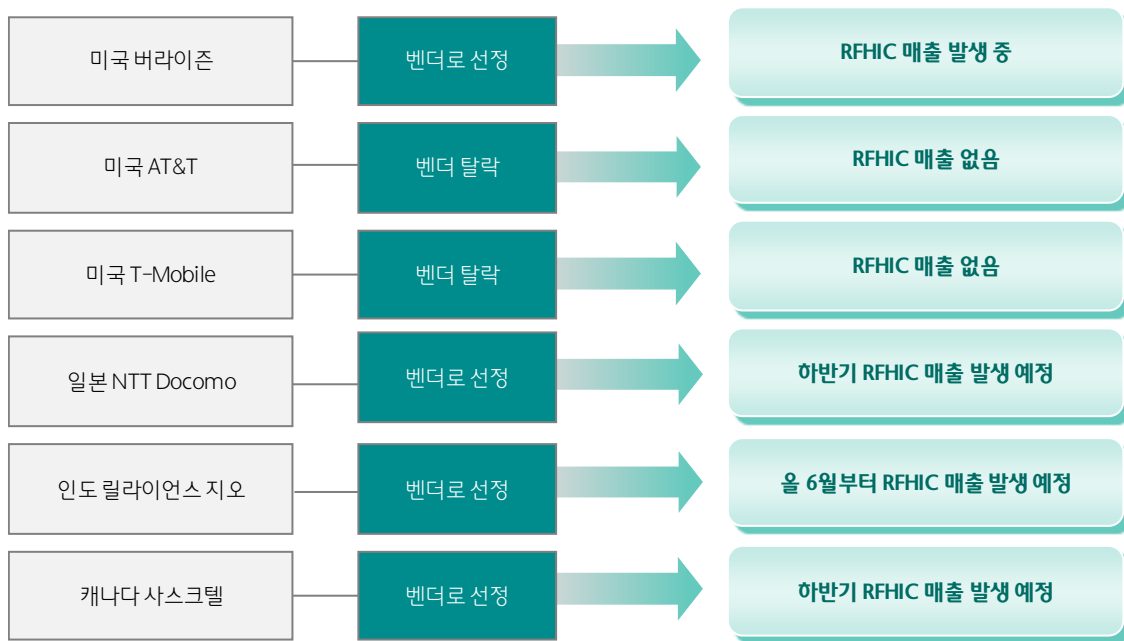 미국 버라이즌
벤더로 선정
RFHIC 매출 발생 중
미국 AT&T
벤더 탈락
RFHIC 매출 없음
미국 T-Mobile
벤더 탈락
RFHIC 매출 없음
일본 NTT Docomo
벤더로 선정
하반기 RFHIC 매출 발생 예정
인도 릴라이언스 지오
벤더로 선정
올 6월부터 RFHIC 매출 발생 예정
캐나다 사스크텔
벤더로 선정
하반기 RFHIC 매출 발생 예정